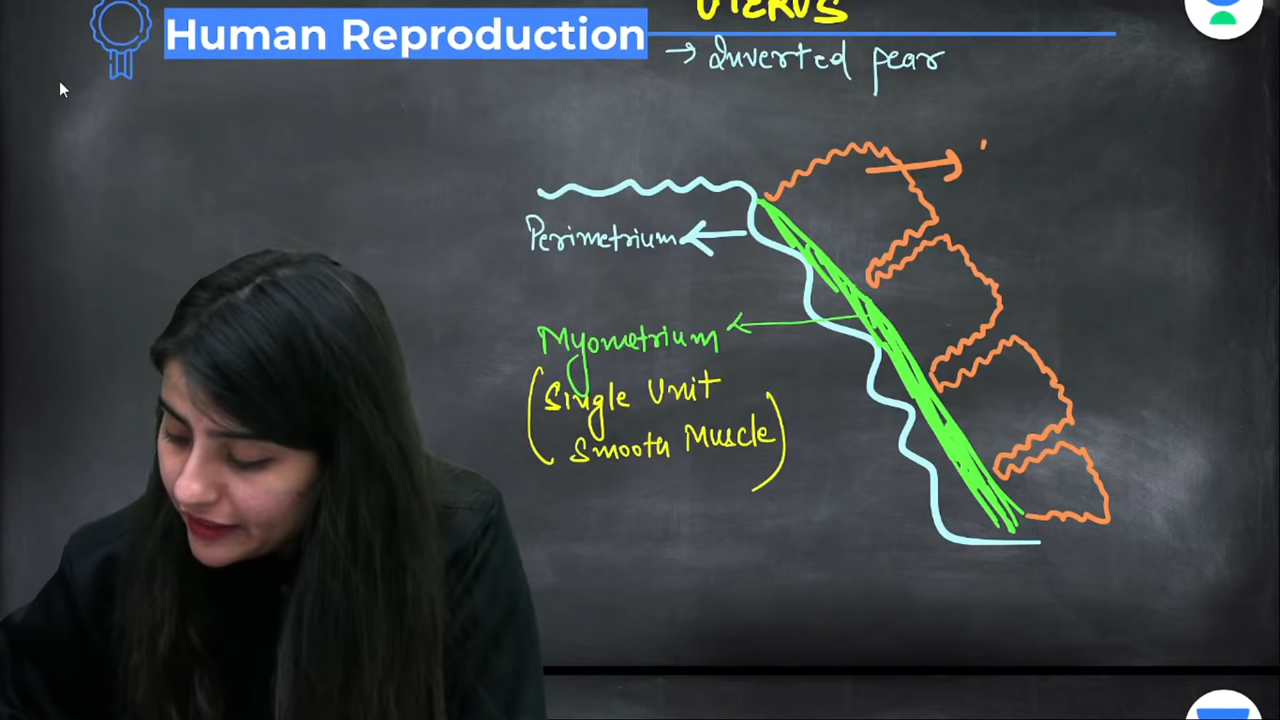 UTERUS
Human Reproduction
→ Inverted pear
Perimetrium
Myometrium
(Single Unit
Smooth Muscle)